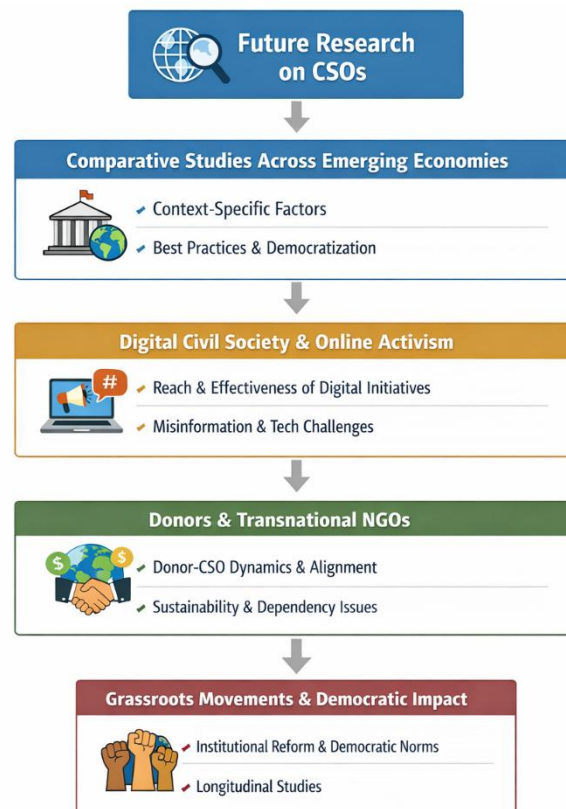 Future Research
on CSOs
Comparative Studies Across Emerging Economies
Context-Specific Factors
Best Practices & Democratization
Digital Civil Society & Online Activism
#
Reach & Effectiveness of Digital Initiatives
Misinformation & Tech Challenges
Donors & Transnational NGOs
$ $
Donor-CSO Dynamics & Alignment
Sustainability & Dependency Issues
Grassroots Movements & Democratic Impact
Institutional Reform & Democratic Norms
Longitudinal Studies